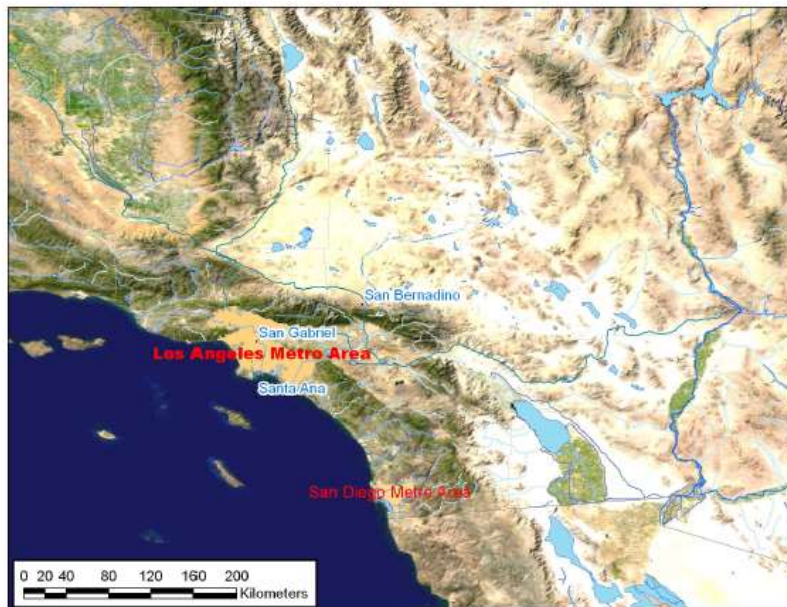 San Bernadino
San Gabriel
Los Angeles Metro Area
Santa Ana
San Diego Metro Area
0 20 40 80 120 160 200
Kilometers